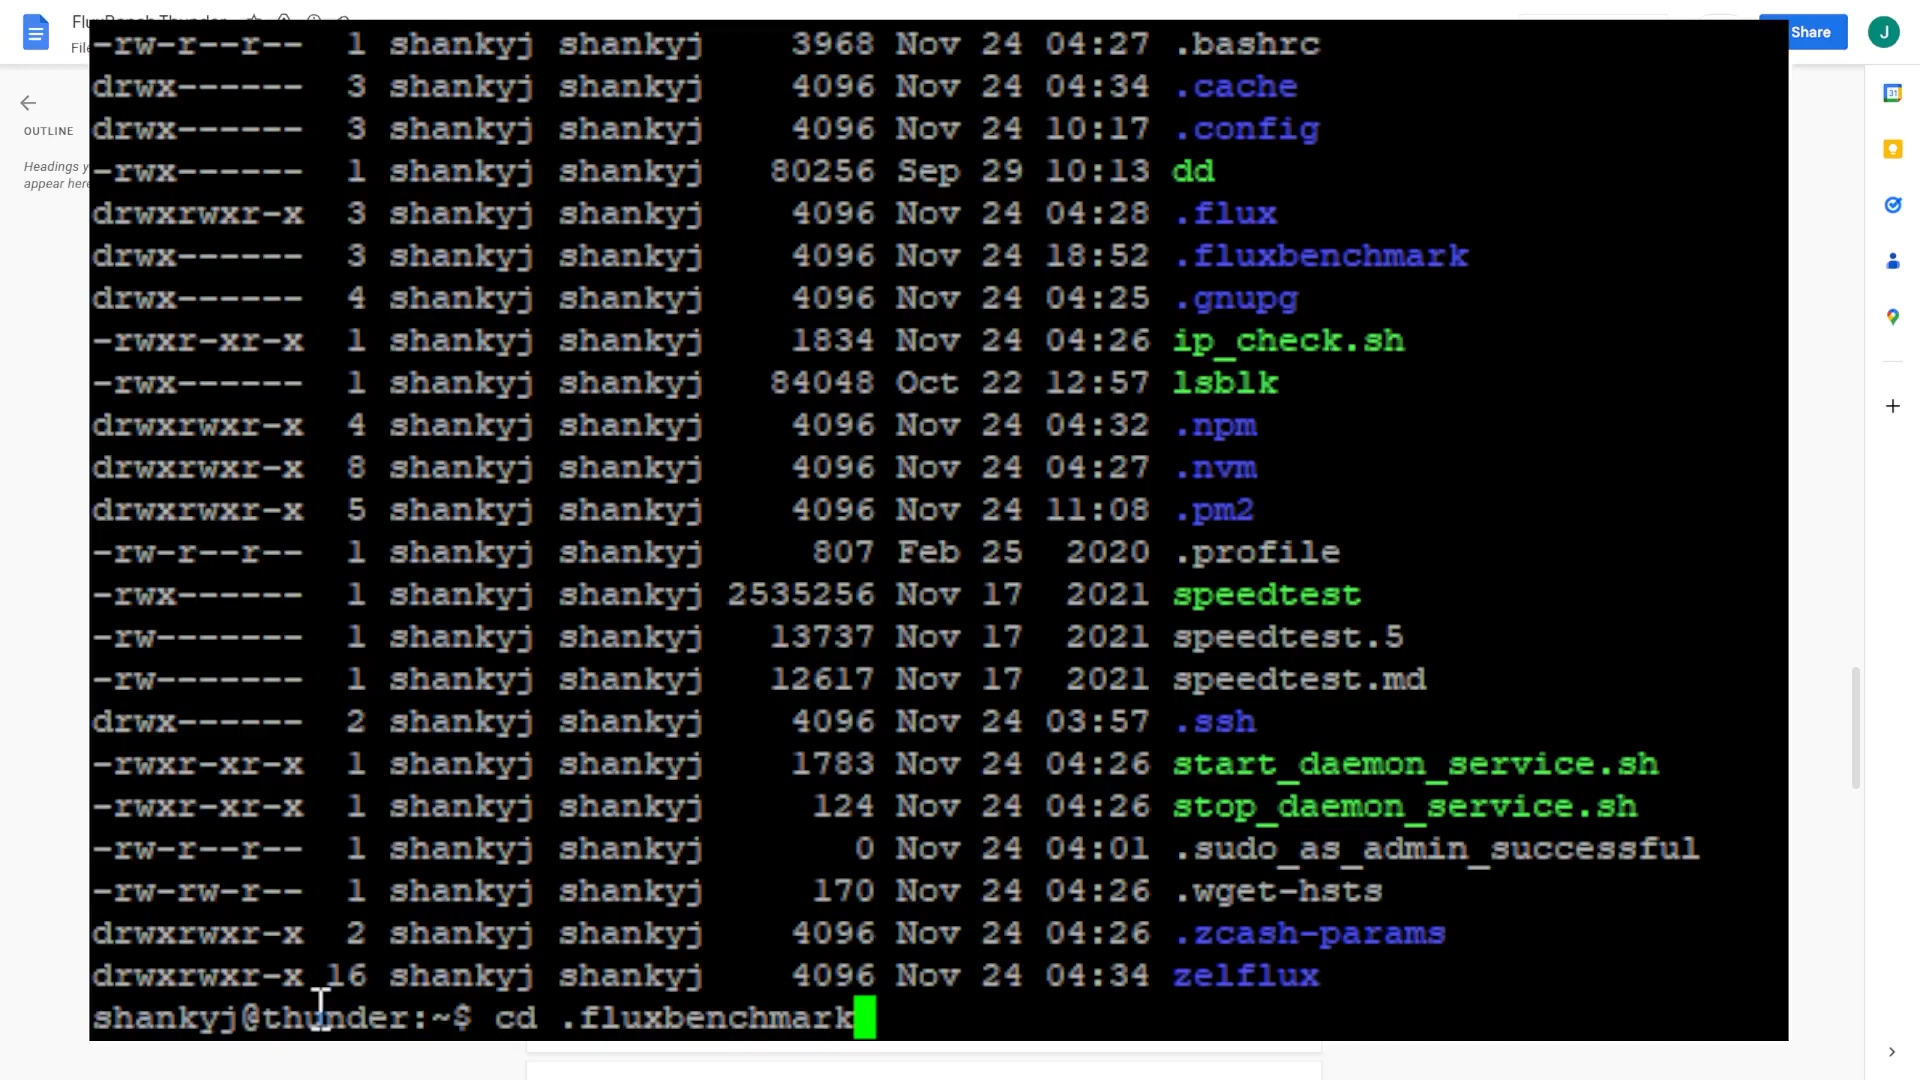 Share
J
File
OUTLINE
Headings y
appear here
-rw-r--r-- 1 shankyj shankyj 3968 Nov 24 04:27 .bashrc
drwx------ 3 shankyj shankyj 4096 Nov 24 04:34 .cache
drwx------ 3 shankyj shankyj 4096 Nov 24 10:17 .config
-rwx------ 1 shankyj shankyj 80256 Sep 29 10:13 dd
drwxrwxr-x 3 shankyj shankyj 4096 Nov 24 04:28 .flux
drwx------ 3 shankyj shankyj 4096 Nov 24 18:52 .fluxbenchmark
drwx------ 4 shankyj shankyj 4096 Nov 24 04:25 .gnupg
-rwxr-xr-x 1 shankyj shankyj 1834 Nov 24 04:26 ip_check.sh
-rwx------ 1 shankyj shankyj 84048 Oct 22 12:57 lsblk
drwxrwxr-x 4 shankyj shankyj 4096 Nov 24 04:32 .npm
drwxrwxr-x 8 shankyj shankyj 4096 Nov 24 04:27 .nvm
drwxrwxr-x 5 shankyj shankyj 4096 Nov 24 11:08 .pm2
-rw-r--r-- 1 shankyj shankyj 807 Feb 25 2020 .profile
-rwx------ 1 shankyj shankyj 2535256 Nov 17 2021 speedtest
-rw------- 1 shankyj shankyj 13737 Nov 17 2021 speedtest.5
-rw------- 1 shankyj shankyj 12617 Nov 17 2021 speedtest.md
drwx------ 2 shankyj shankyj 4096 Nov 24 03:57 .ssh
-rwxr-xr-x 1 shankyj shankyj 1783 Nov 24 04:26 start_daemon_service.sh
-rwxr-xr-x 1 shankyj shankyj 124 Nov 24 04:26 stop_daemon_service.sh
-rw-r--r-- 1 shankyj shankyj 0 Nov 24 04:01 .sudo_as_admin_successful
-rw-rw-r-- 1 shankyj shankyj 170 Nov 24 04:26 .wget-hsts
drwxrwxr-x 2 shankyj shankyj 4096 Nov 24 04:26 .zcash-params
drwxrwxr-x 16 shankyj shankyj 4096 Nov 24 04:34 zelflux
shankyj@thunder:~$ cd .fluxbenchmark
31